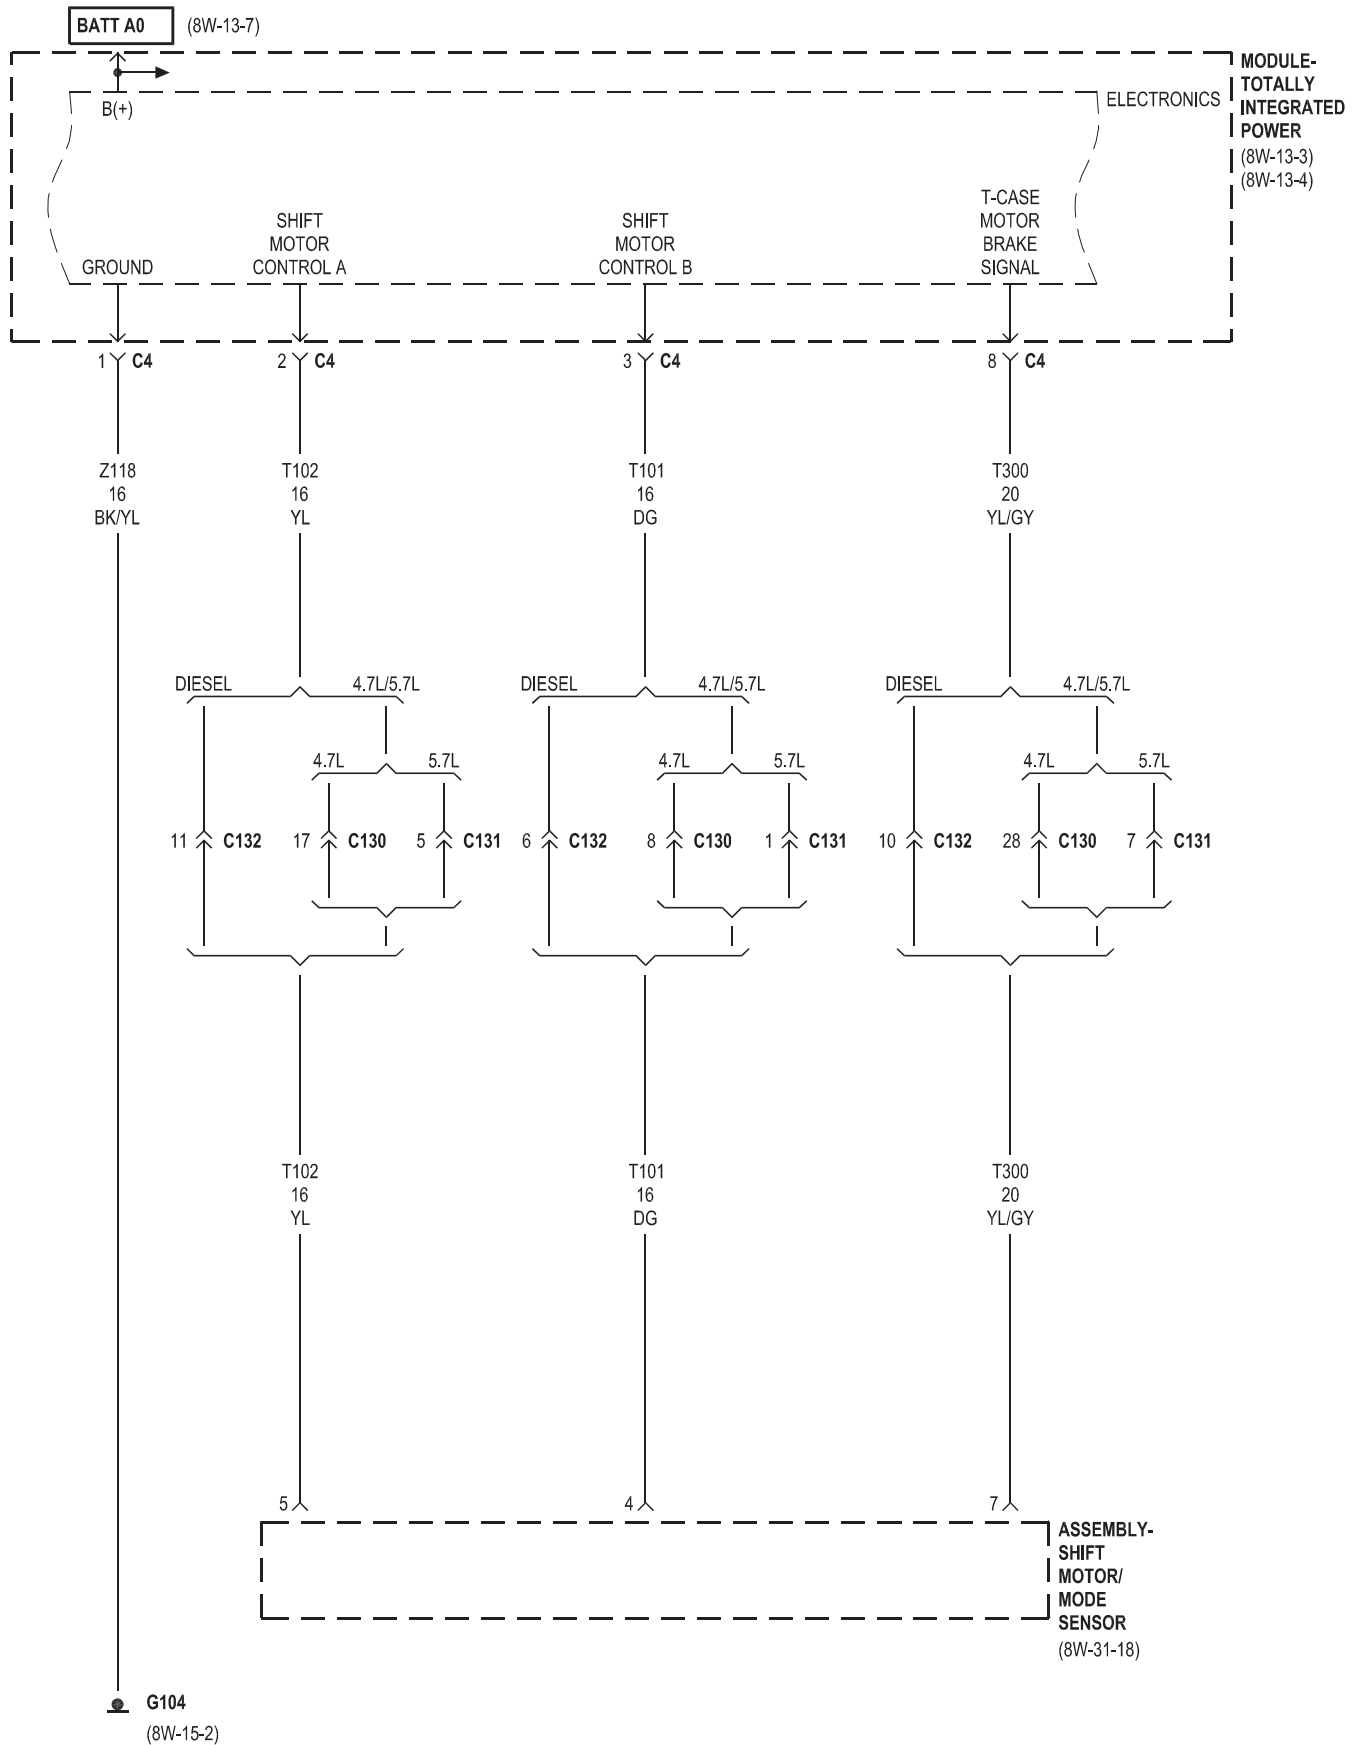 BATT A0 (8W-13-7)
MODULE-
TOTALLY
INTEGRATED
POWER
(8W-13-3)
(8W-13-4)
B(+)
ELECTRONICS
GROUND
SHIFT
MOTOR
CONTROL A
SHIFT
MOTOR
CONTROL B
T-CASE
MOTOR
BRAKE
SIGNAL
1 C4 2 C4 3 C4 8 C4
Z118
16
BK/YL
T102
16
YL
T101
16
DG
T300
20
YL/GY
DIESEL 4.7L/5.7L DIESEL 4.7L/5.7L DIESEL 4.7L/5.7L
4.7L 5.7L 4.7L 5.7L 4.7L 5.7L
11 C132 17 C130 5 C131 6 C132 8 C130 1 C131 10 C132 28 C130 7 C131
T102
16
YL
T101
16
DG
T300
20
YL/GY
5 4 7
ASSEMBLY-
SHIFT
MOTOR/
MODE
SENSOR
(8W-31-18)
G104
(8W-15-2)